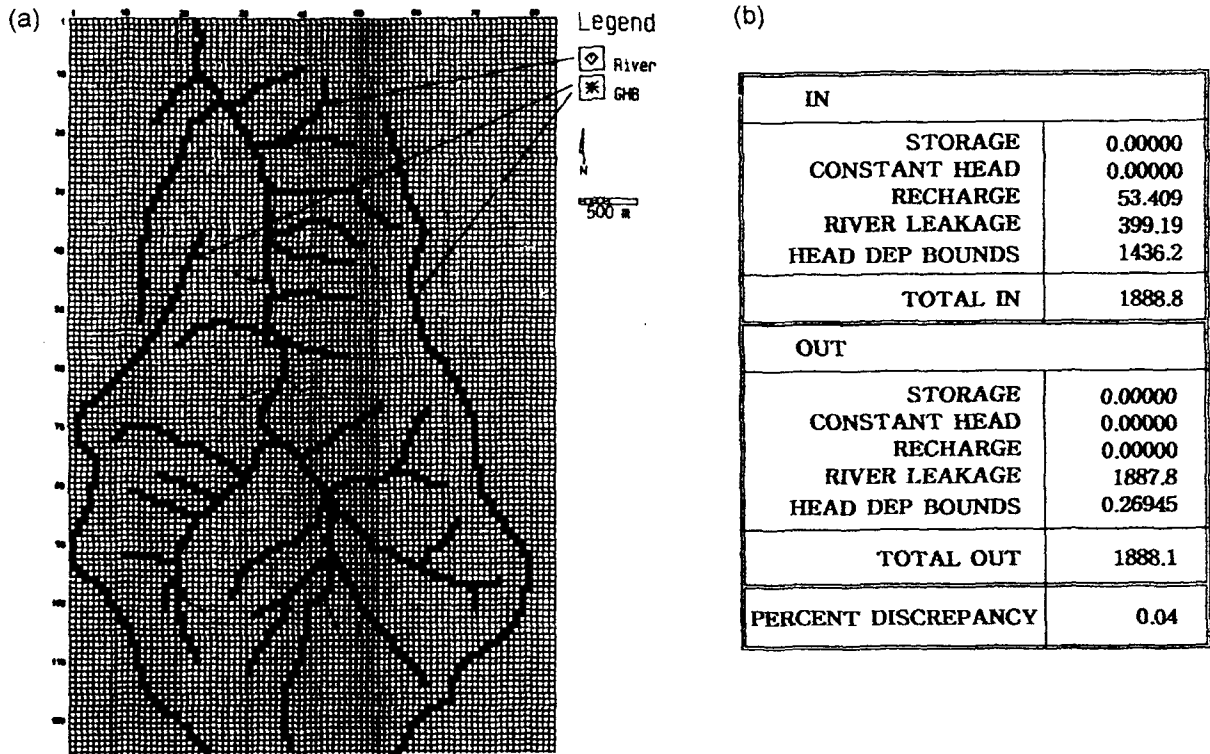 (a)
Legend
River
GHB
N
500 m
(b)
IN
STORAGE 0.00000
CONSTANT HEAD 0.00000
RECHARGE 53.409
RIVER LEAKAGE 399.19
HEAD DEP BOUNDS 1436.2
TOTAL IN 1888.8
OUT
STORAGE 0.00000
CONSTANT HEAD 0.00000
RECHARGE 0.00000
RIVER LEAKAGE 1887.8
HEAD DEP BOUNDS 0.26945
TOTAL OUT 1888.1
PERCENT DISCREPANCY 0.04